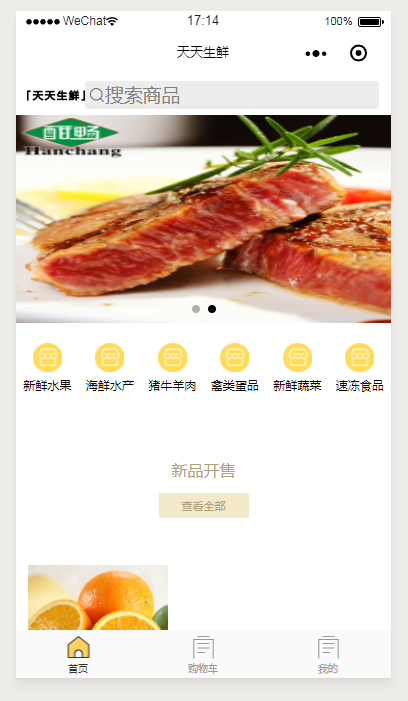 WeChat 17:14 100%
天天生鲜
「天天生鲜」 搜索商品
酣畅
Hanchang
新鲜水果 海鲜水产 猪牛羊肉 禽类蛋品 新鲜蔬菜 速冻食品
新品开售
查看全部
首页 购物车 我的